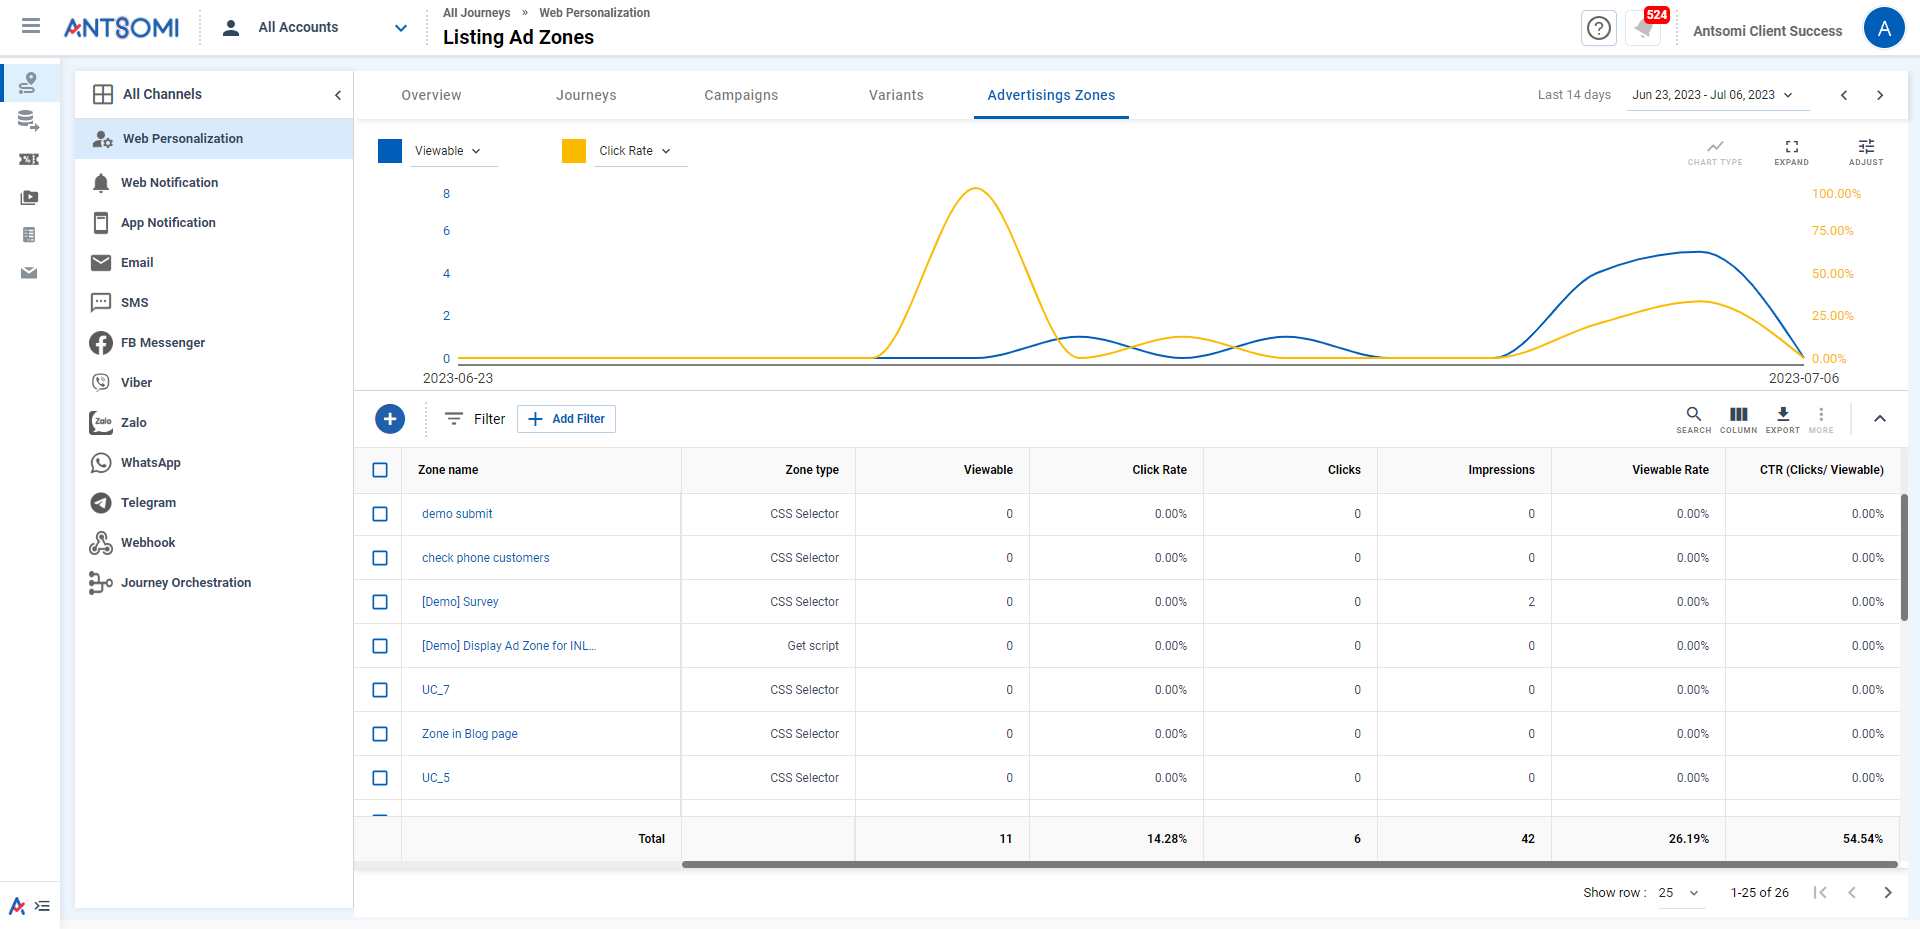 ANTSOMI
All Accounts
All Journeys » Web Personalization
Listing Ad Zones
524
Antsomi Client Success
A
All Channels
Web Personalization
Web Notification
App Notification
Email
SMS
FB Messenger
Viber
Zalo
Zalo
WhatsApp
Telegram
Webhook
Journey Orchestration
Overview
Journeys
Campaigns
Variants
Advertisings Zones
Last 14 days
Jun 23, 2023 - Jul 06, 2023
Viewable
Click Rate
CHART TYPE
EXPAND
ADJUST
8
6
4
2
0
100.00%
75.00%
50.00%
25.00%
0.00%
2023-06-23
2023-07-06
Filter
Add Filter
SEARCH
COLUMN
EXPORT
MORE
Zone name Zone type Viewable Click Rate Clicks Impressions Viewable Rate CTR (Clicks/ Viewable)
demo submit CSS Selector 0 0.00% 0 0 0.00% 0.00%
check phone customers CSS Selector 0 0.00% 0 0 0.00% 0.00%
[Demo] Survey CSS Selector 0 0.00% 0 2 0.00% 0.00%
[Demo] Display Ad Zone for INL... Get script 0 0.00% 0 0 0.00% 0.00%
UC_7 CSS Selector 0 0.00% 0 0 0.00% 0.00%
Zone in Blog page CSS Selector 0 0.00% 0 0 0.00% 0.00%
UC_5 CSS Selector 0 0.00% 0 0 0.00% 0.00%
Total 11 14.28% 6 42 26.19% 54.54%
Show row : 25 1-25 of 26